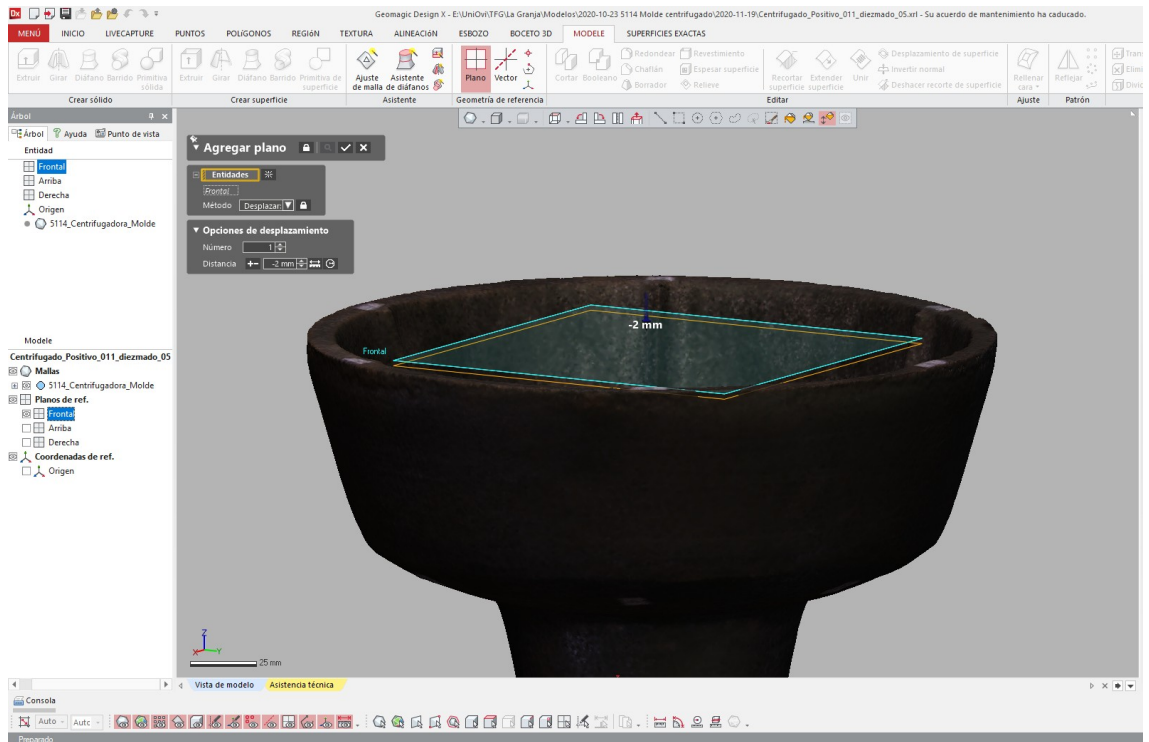 Geomagic Design X - E:\UniOvi\TFG\La Granja\Modelos\2020-10-23 5114 Molde centrifugado\2020-11-19\Centrifugado_Positivo_011_diezmado_05.xrl - Su acuerdo de mantenimiento ha caducado.
MENÚ INICIO LIVECAPTURE PUNTOS POLíGONOS REGIóN TEXTURA ALINEACIóN ESBOZO BOCETO 3D MODELE SUPERFICIES EXACTAS
Extruir Girar Diáfano Barrido Primitiva sólida
Extruir Girar Diáfano Barrido Primitiva de superficie
Ajuste de malla Asistente de diáfanos
Plano Vector
Cortar Booleano
Redondear Revestimiento
Chaflán Espesar superficie
Borrador Relieve
Recortar superficie Extender superficie Unir
Desplazamiento de superficie
Invertir normal
Deshacer recorte de superficie
Rellenar cara
Reflejar
Tran
Elimi
Divid
Crear sólido Crear superficie Asistente Geometría de referencia Editar Ajuste Patrón
Árbol
Árbol Ayuda Punto de vista
Entidad
Frontal
Arriba
Derecha
Origen
5114_Centrifugadora_Molde
Agregar plano
Entidades
Frontal
Método Desplazar
Opciones de desplazamiento
Número 1
Distancia -2 mm
-2 mm
Frontal
Modele
Centrifugado_Positivo_011_diezmado_05
Mallas
5114_Centrifugadora_Molde
Planos de ref.
Frontal
Arriba
Derecha
Coordenadas de ref.
Origen
Z
X Y
25 mm
Vista de modelo Asistencia técnica
Consola
Auto Autc
Preparado